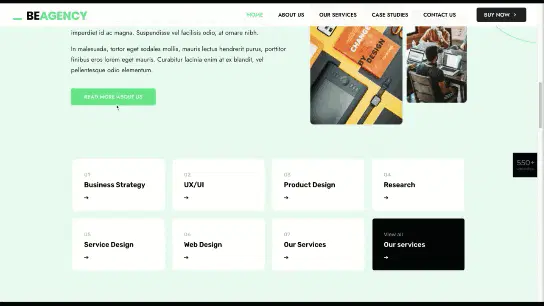 BEAGENCY
HOME ABOUT US OUR SERVICES CASE STUDIES CONTACT US BUY NOW
imperdiet id ac magna. Suspendisse vel facilisis odio, at ornare nibh.
In malesuada, tortor eget sodales mollis, mauris lectus hendrerit purus, porttitor
finibus eros lorem eget mauris. Curabitur lacinia enim at ex blandit, vel
pellentesque odio elementum.
READ MORE ABOUT US
CHANGE
BY
DESIGN
550+
01 02 03 04
Business Strategy UX/UI Product Design Research
05 06 07 View all
Service Design Web Design Our Services Our services